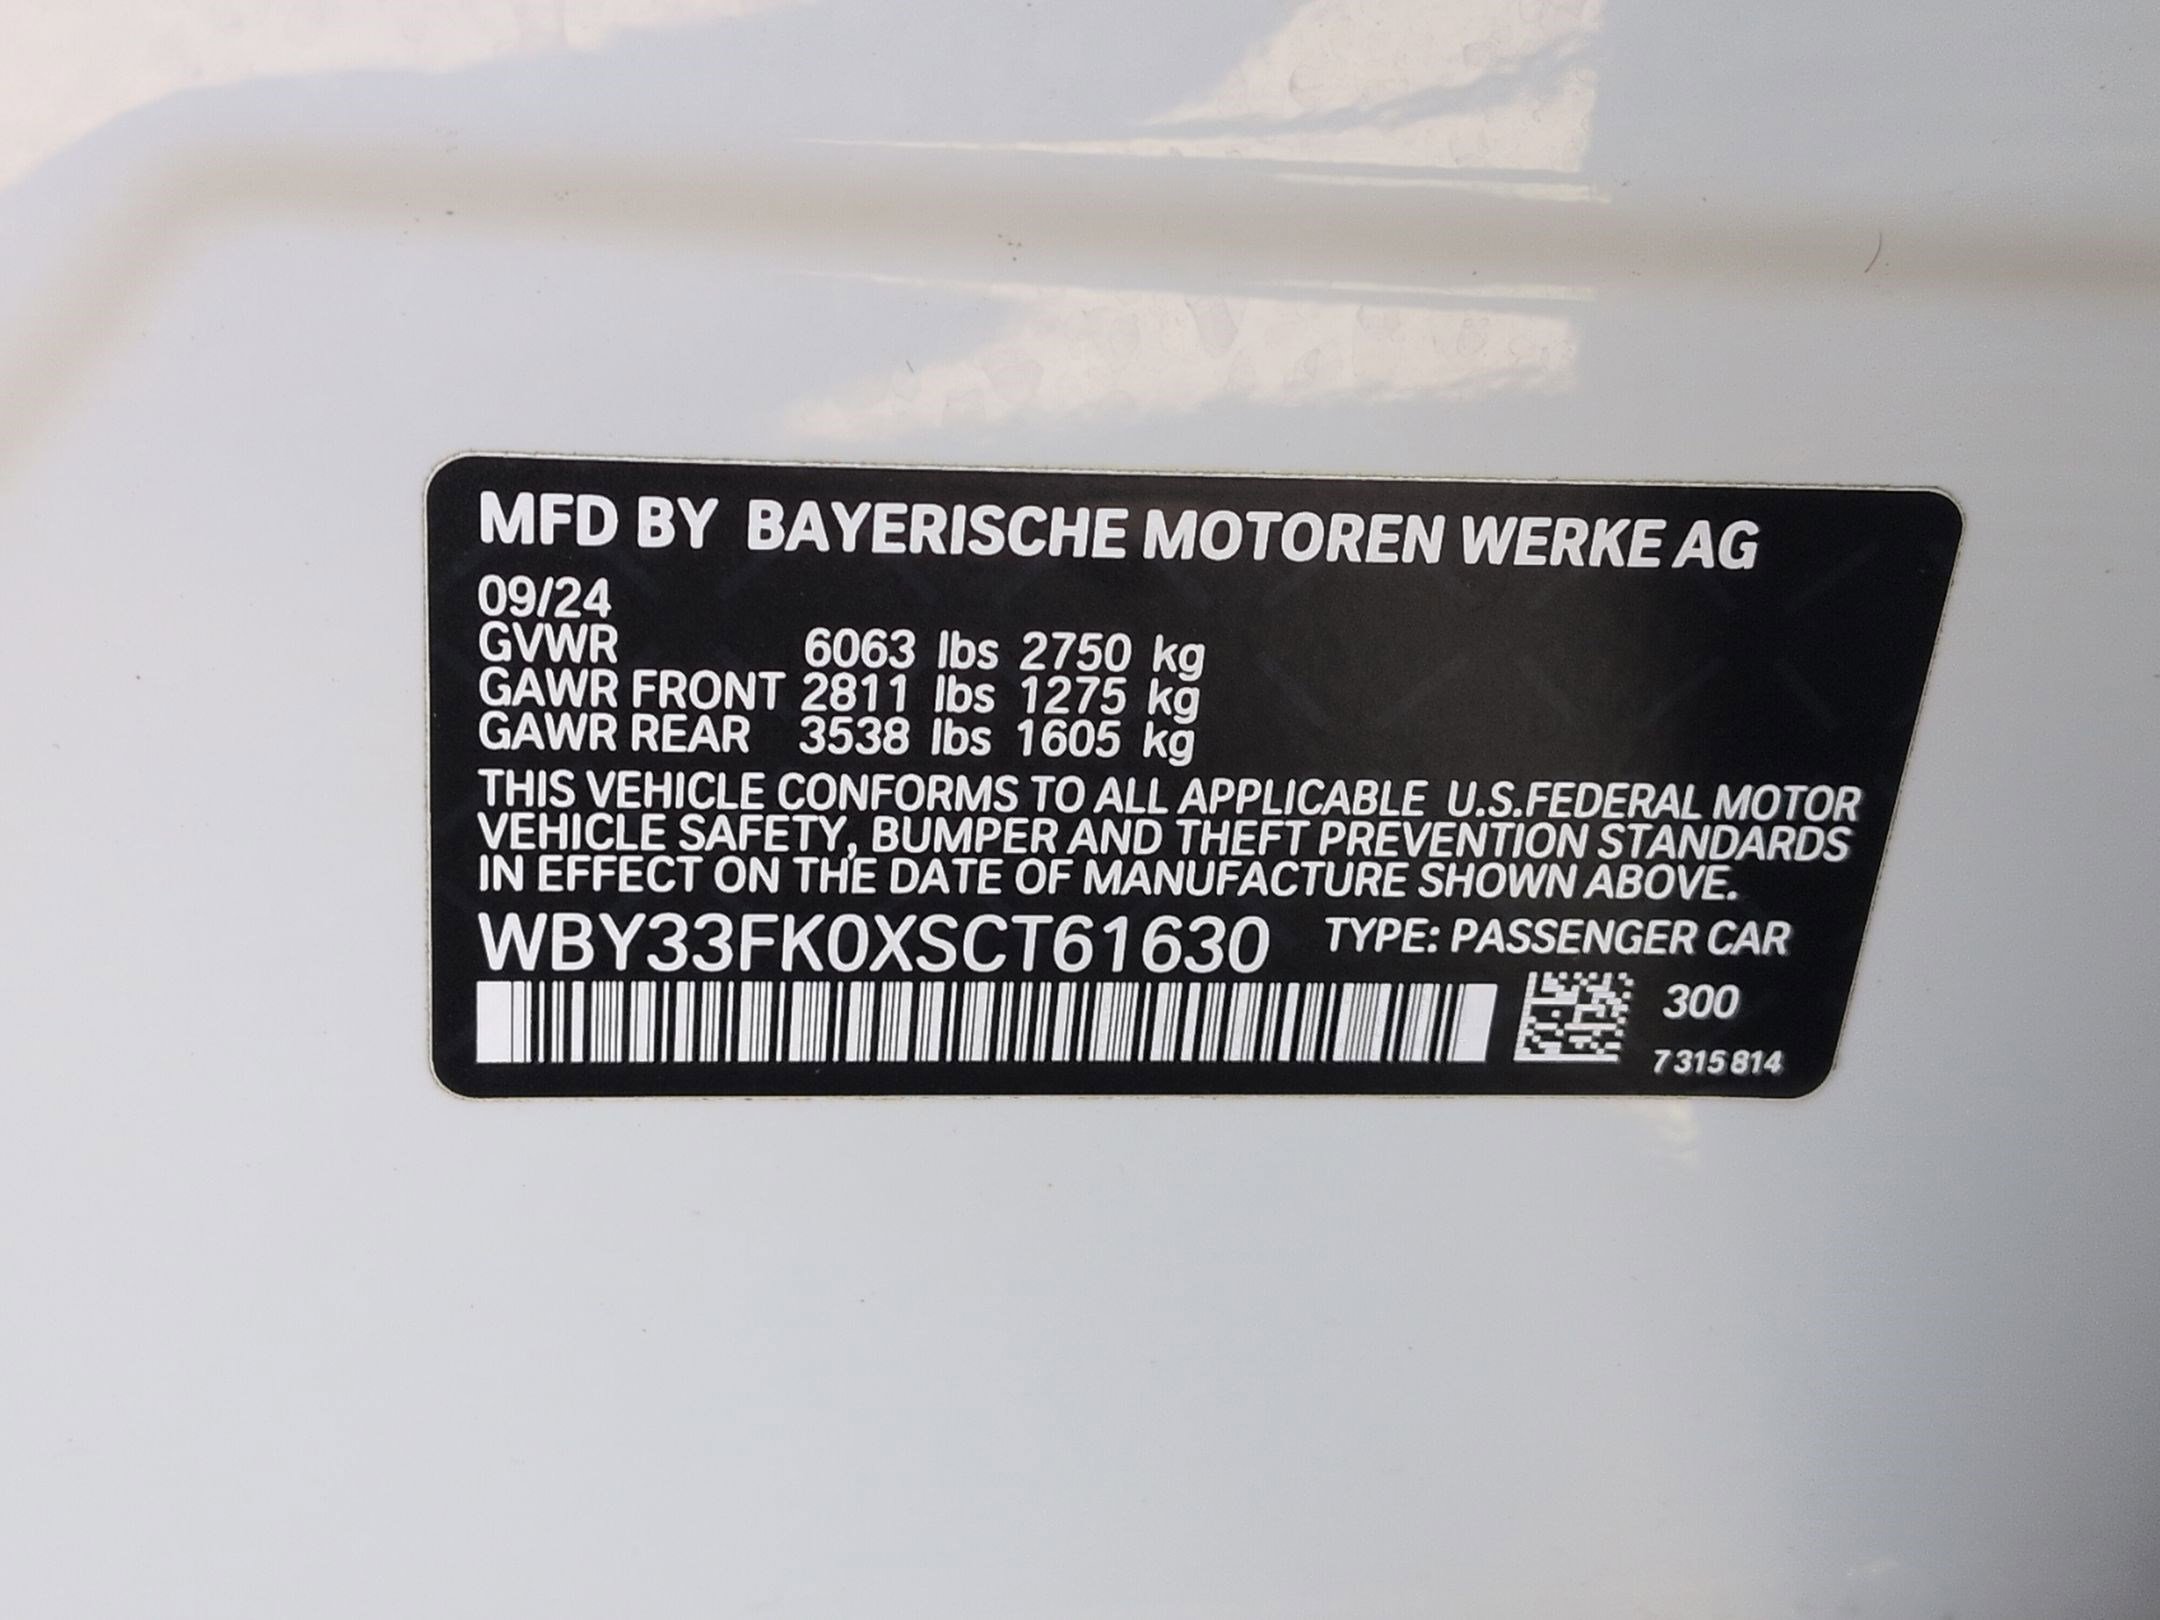 MFD BY BAYERISCHE MOTOREN WERKE AG
09/24
GVWR 6063 lbs 2750 kg
GAWR FRONT 2811 lbs 1275 kg
GAWR REAR 3538 lbs 1605 kg
THIS VEHICLE CONFORMS TO ALL APPLICABLE U.S.FEDERAL MOTOR
VEHICLE SAFETY, BUMPER AND THEFT PREVENTION STANDARDS
IN EFFECT ON THE DATE OF MANUFACTURE SHOWN ABOVE.
WBY33FK0XSCT61630 TYPE: PASSENGER CAR
300
7 315 814